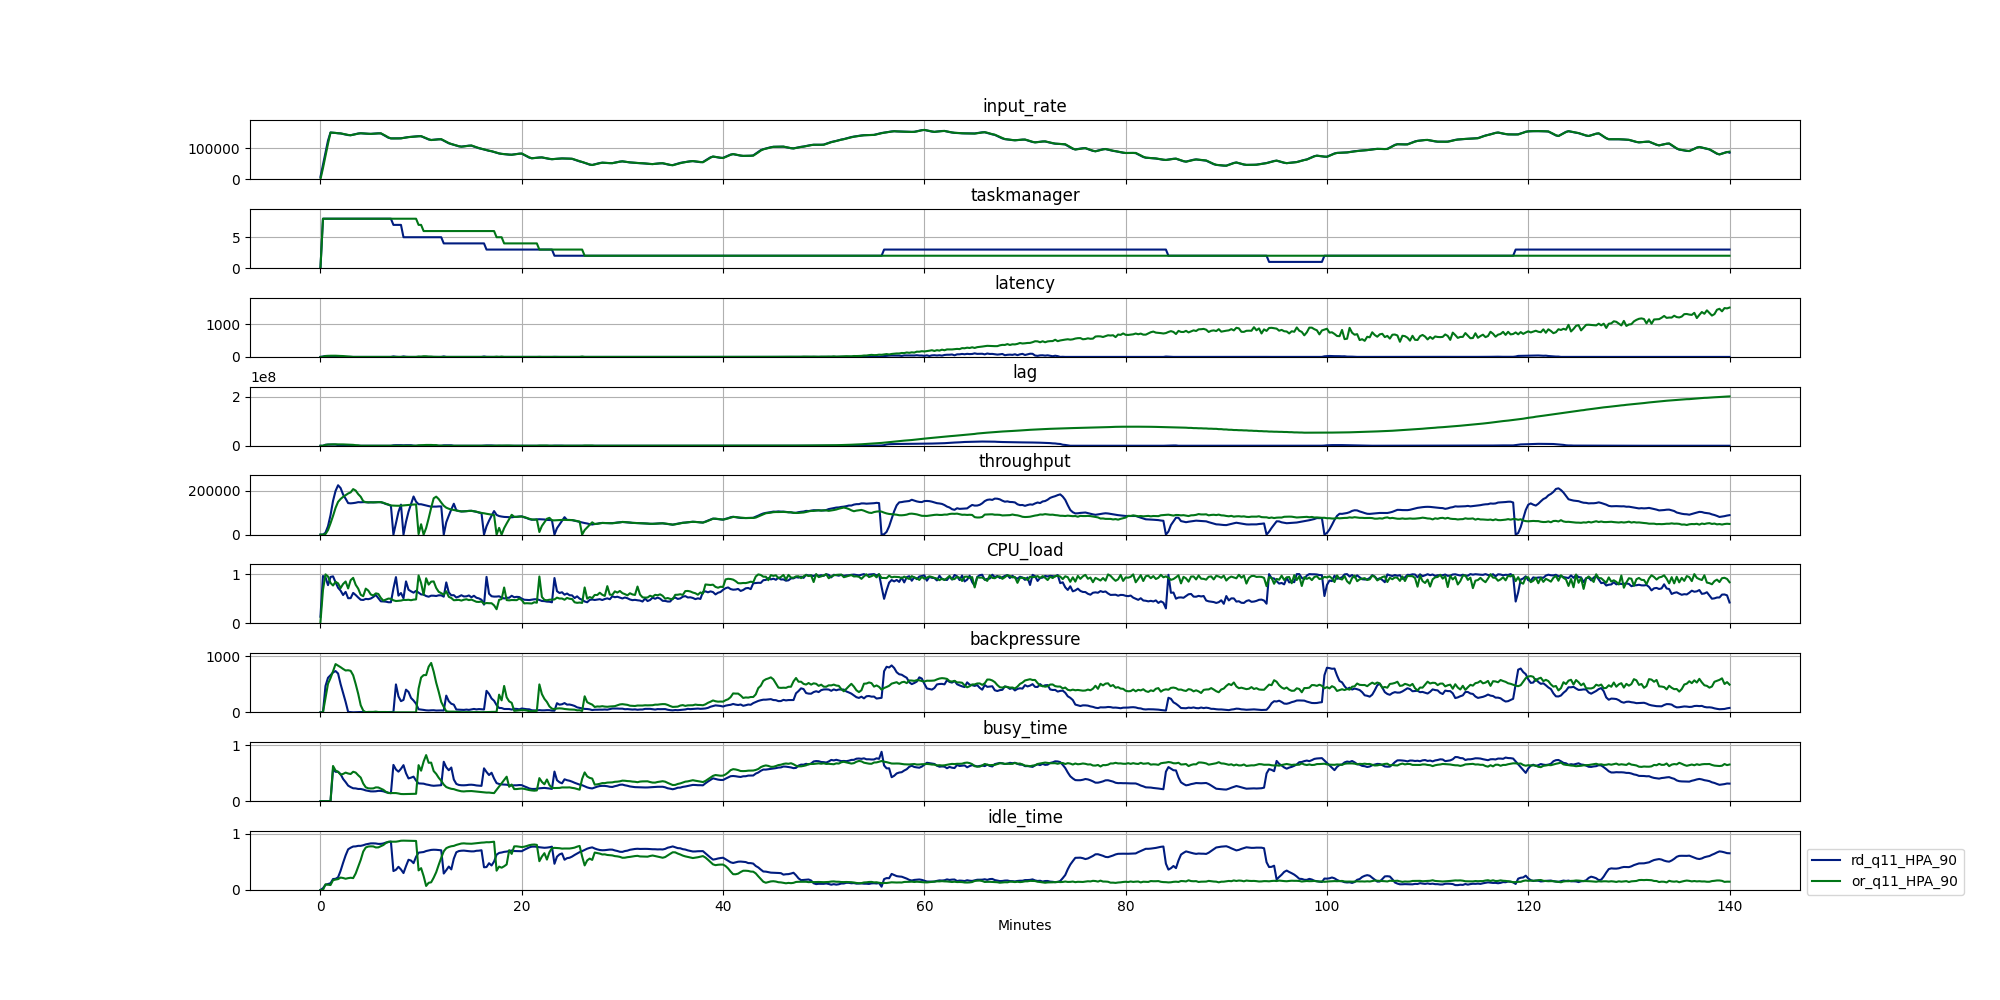 input_rate
100000
0
taskmanager
5
0
latency
1000
0
1e8
lag
2
0
throughput
200000
0
CPU_load
1
0
backpressure
1000
0
busy_time
1
0
idle_time
1
0
0 20 40 60 80 100 120 140
Minutes
rd_q11_HPA_90
or_q11_HPA_90